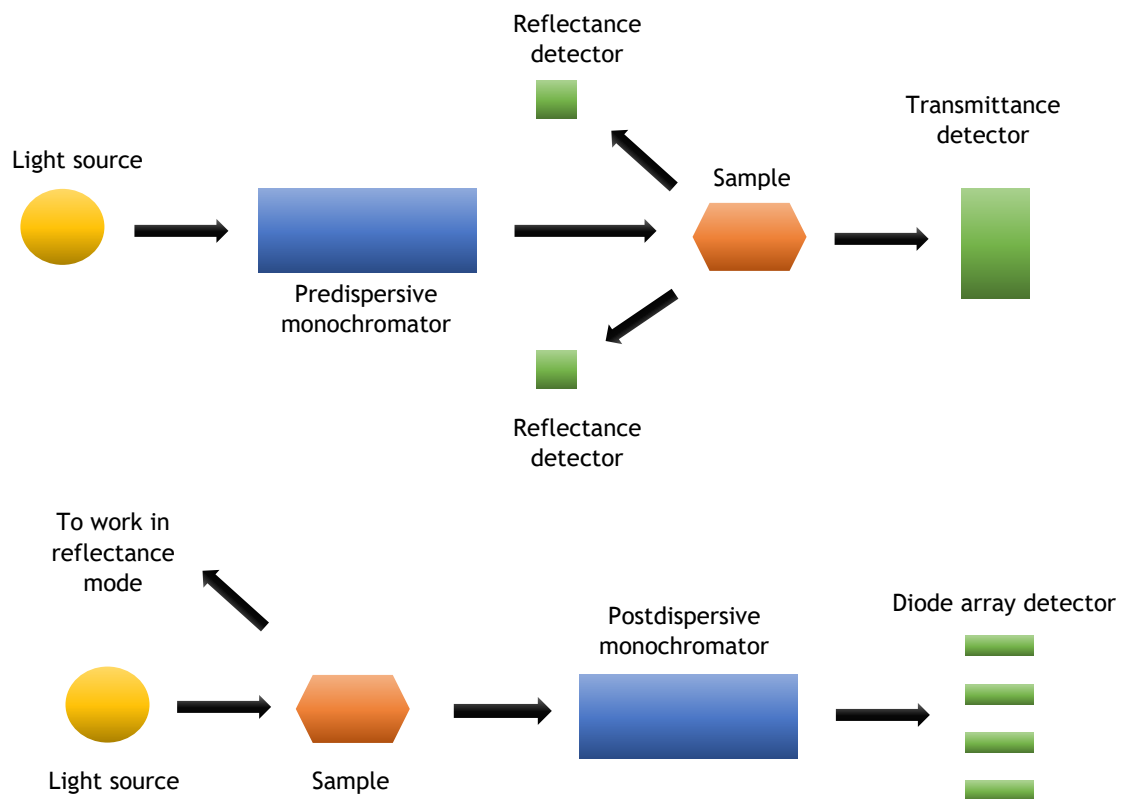 Reflectance
detector
Transmittance
detector
Light source
Sample
Predispersive
monochromator
Reflectance
detector
To work in
reflectance
mode
Postdispersive
monochromator
Diode array detector
Light source
Sample